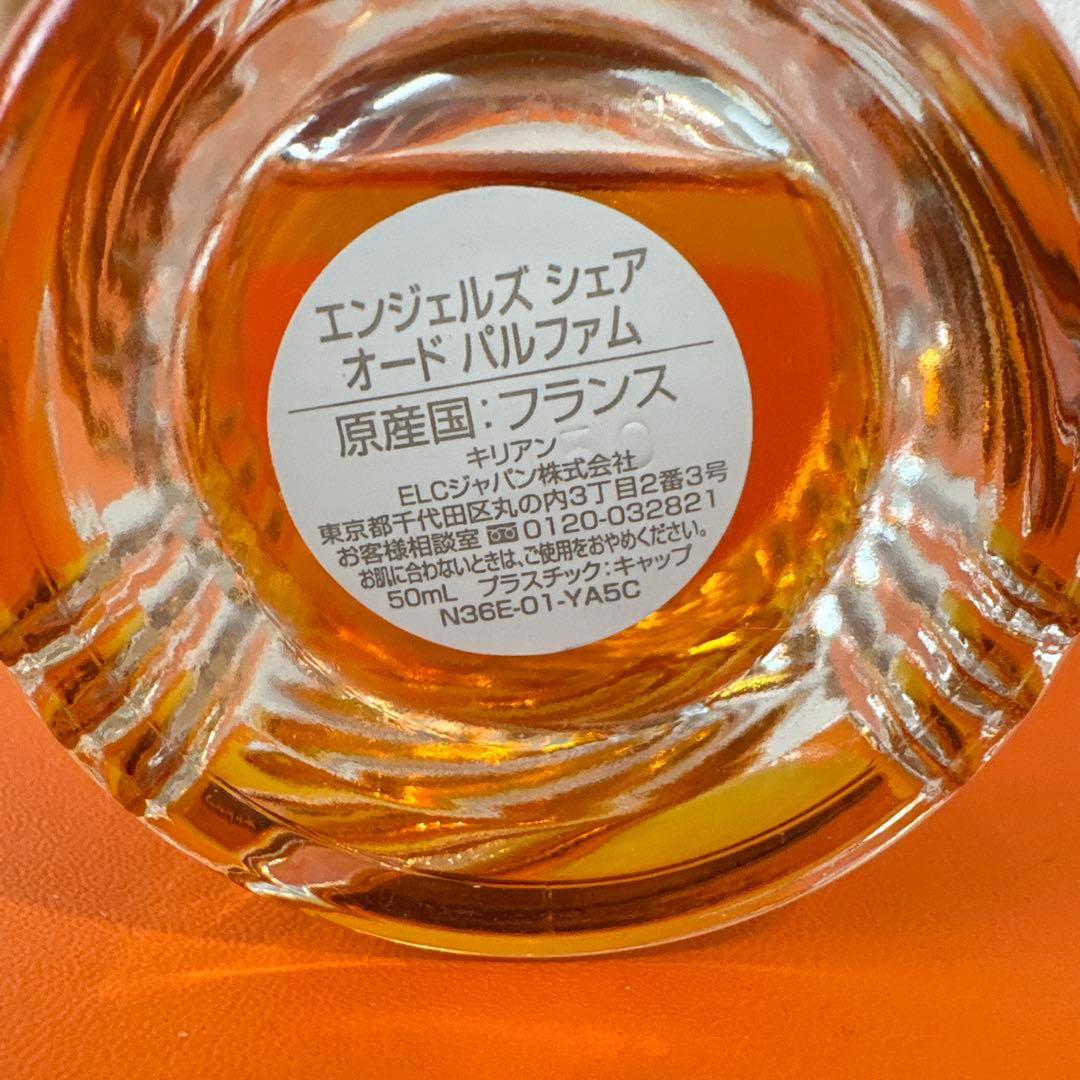 エンジェルズ シェア
オード パルファム
原産国:フランス
キリアン
ELCジャパン株式会社
東京都千代田区丸の内3丁目2番3号
お客様相談室 0120-032821
お肌に合わないときは、ご使用をおやめください。
50mL プラスチック:キャップ
N36E-01-YA5C